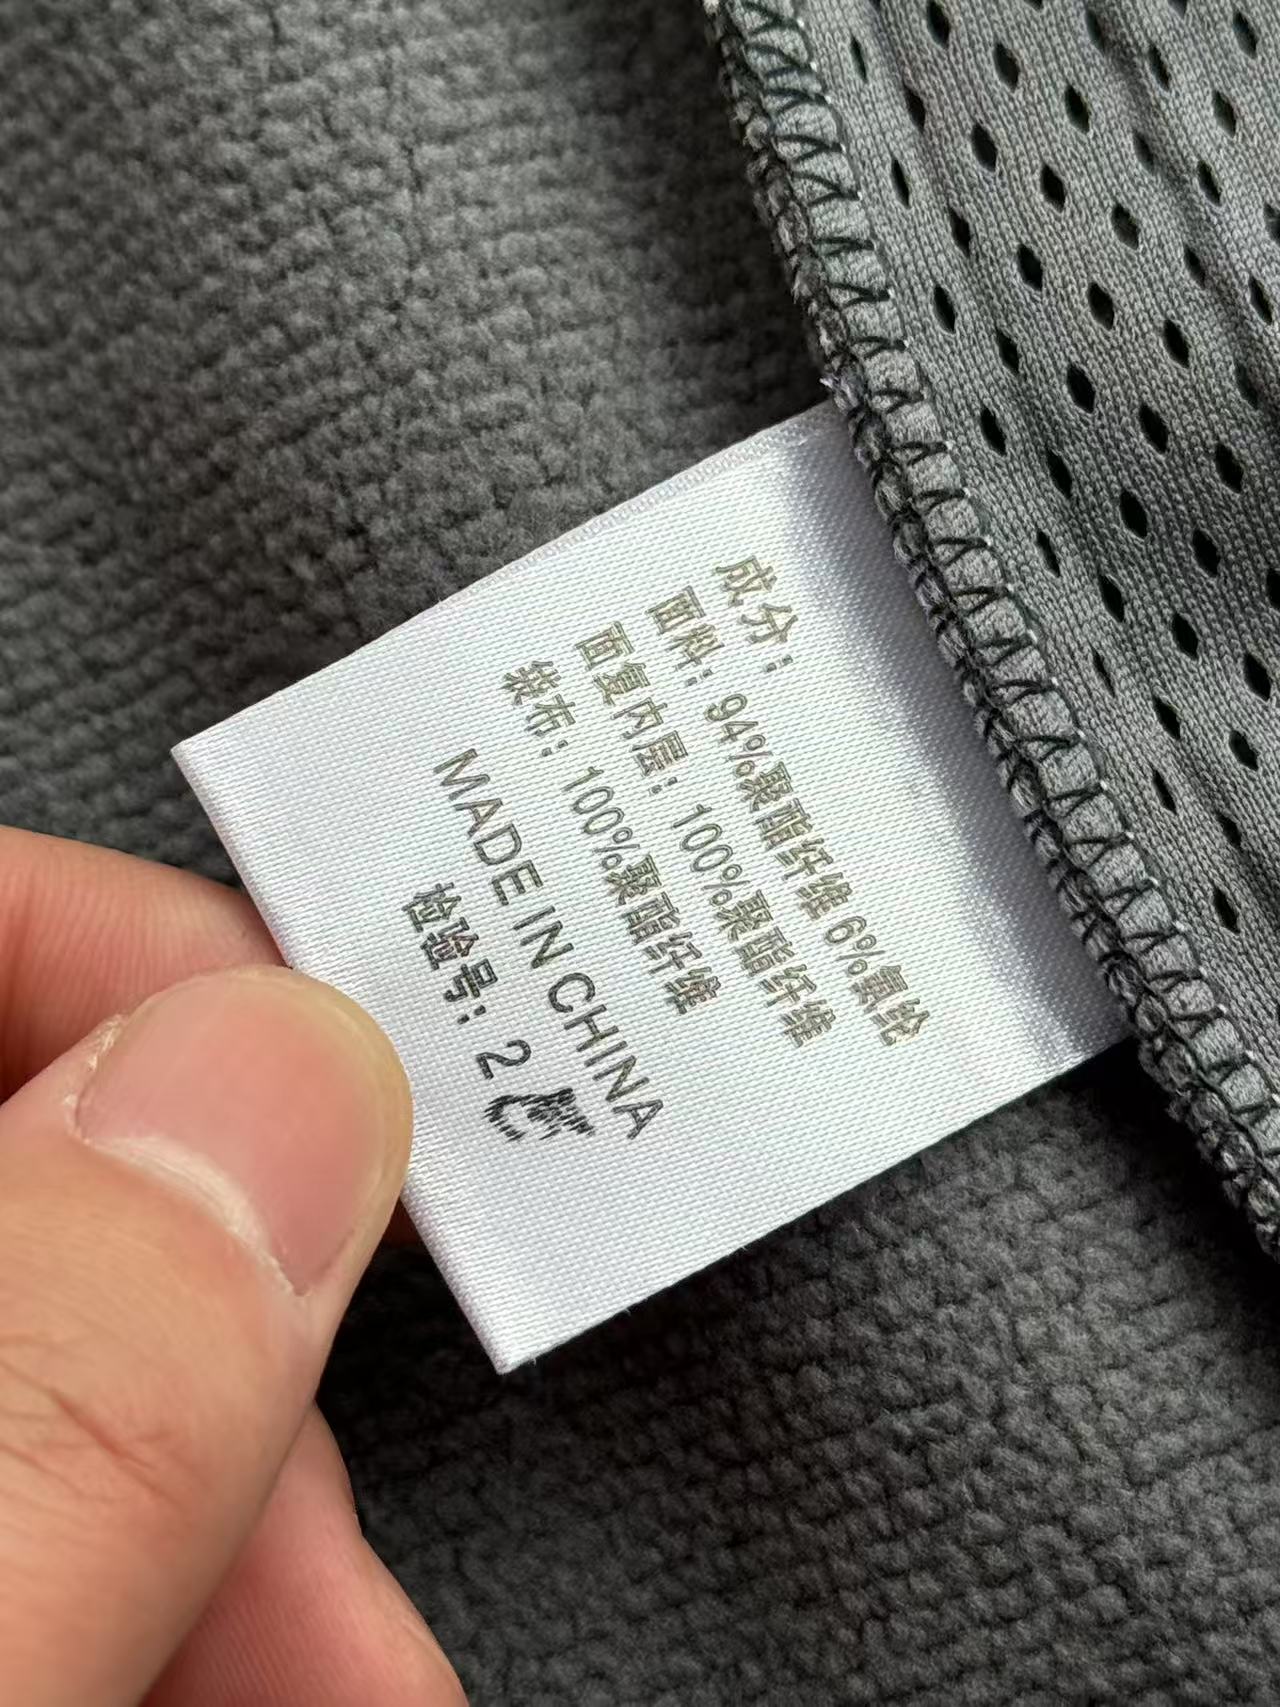 成分：
面料：94%聚酯纤维 6%氨纶
面复内层：100%聚酯纤维
袋布：100%聚酯纤维
MADE IN CHINA
检验号：2